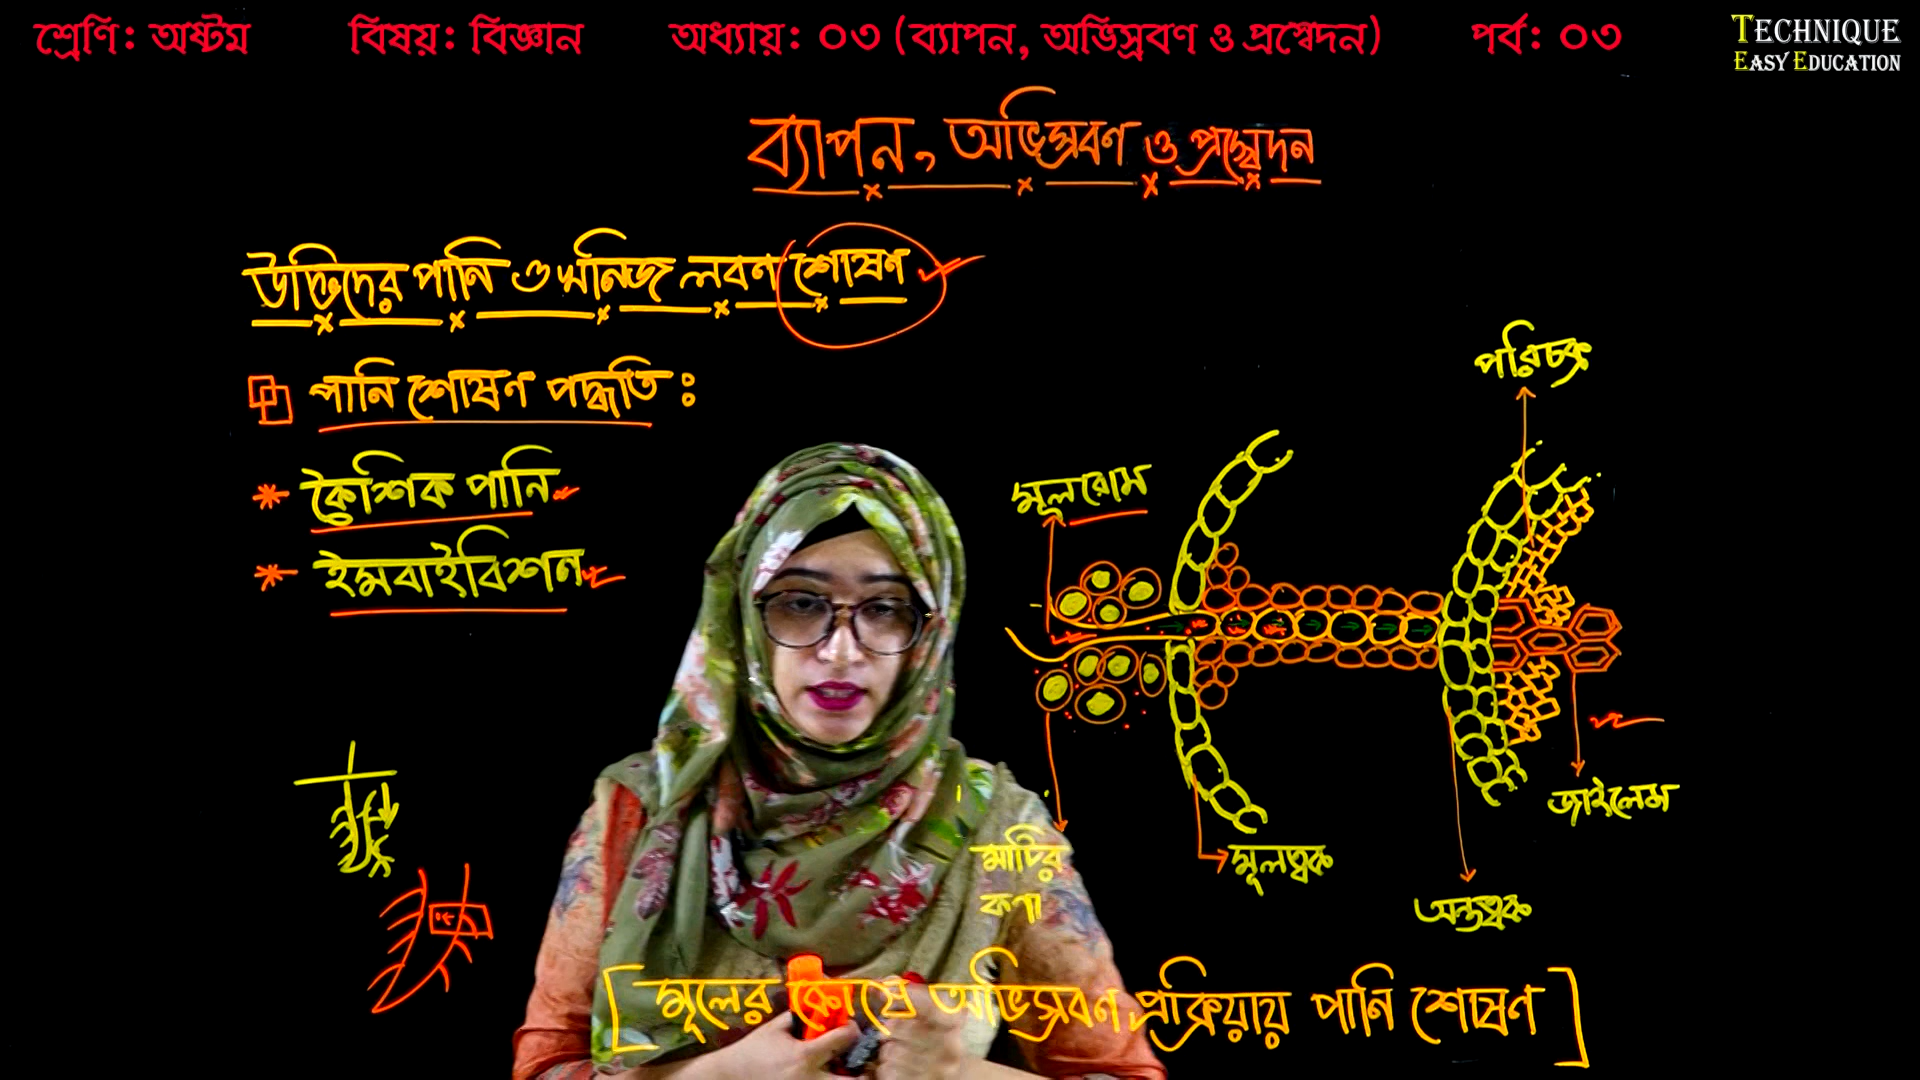 শ্রেণি: অষ্টম
বিষয়: বিজ্ঞান
অধ্যায়: ০৩ (ব্যাপন, অভিস্রবণ ও প্রস্বেদন)
পর্ব: ০৩
TECHNIQUE
EASY EDUCATION
ব্যাপন, অভিস্রবণ ও প্রস্বেদন
উদ্ভিদের পানি ও খনিজ লবন শোষণ
পানি শোষণ পদ্ধতি:
কৈশিক পানি
ইমবাইবিশন
পরিচক্র
মূলরোম
জাইলেম
মাটির
কণা
মূলত্বক
অন্তত্বক
[মূলের কোষে অভিস্রবণ প্রক্রিয়ায় পানি শোষণ]